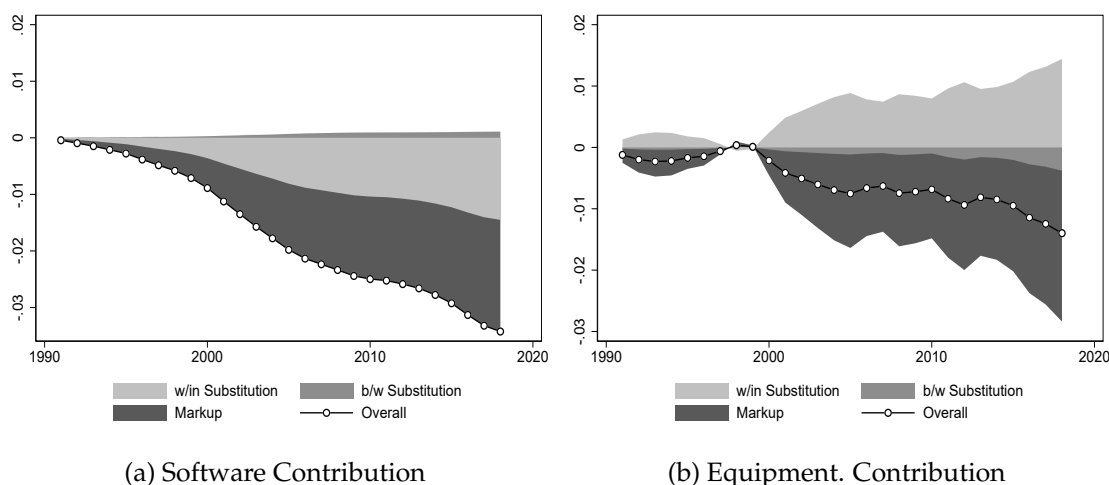 .02
.01
0
-.01
-.02
-.03
1990 2000 2010 2020
w/in Substitution b/w Substitution
Markup Overall
(a) Software Contribution
.02
.01
0
-.01
-.02
-.03
1990 2000 2010 2020
w/in Substitution b/w Substitution
Markup Overall
(b) Equipment. Contribution